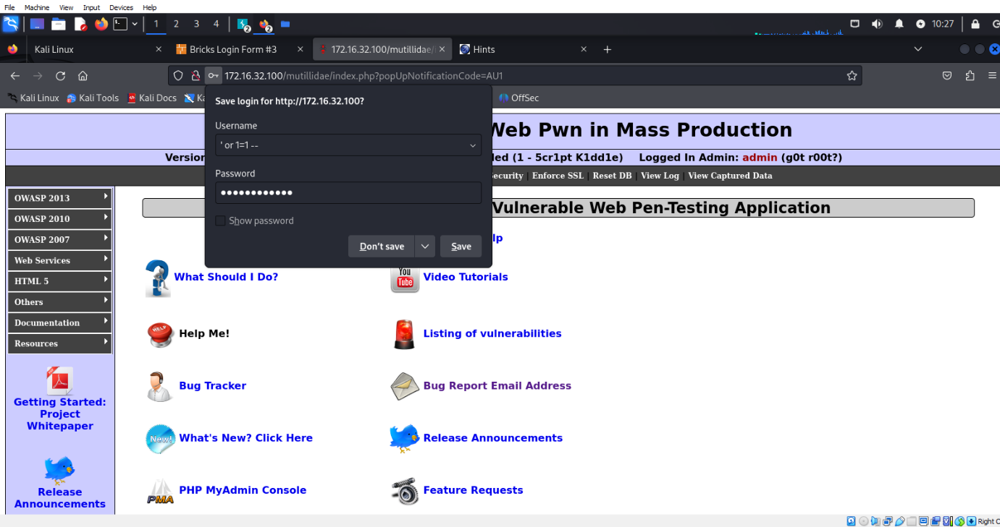 File Machine View Input Devices Help
1 2 3 4 2 2 10:27
Kali Linux × Bricks Login Form #3 × 172.16.32.100/mutillidae/ × Hints × +
172.16.32.100/mutillidae/index.php?popUpNotificationCode=AU1
Kali Linux Kali Tools Kali Docs Ka OffSec
Save login for http://172.16.32.100?
Username
' or 1=1 --
Password
••••••••••••
Show password
Don't save Save
Web Pwn in Mass Production
Version led (1 - 5cr1pt K1dd1e) Logged In Admin: admin (g0t r00t?)
ecurity | Enforce SSL | Reset DB | View Log | View Captured Data
OWASP 2013
OWASP 2010
OWASP 2007
Web Services
HTML 5
Others
Documentation
Resources
Getting Started:
Project
Whitepaper
Release
Announcements
Vulnerable Web Pen-Testing Application
lp
What Should I Do?
You
Tube
Video Tutorials
HELP
Help Me!
Listing of vulnerabilities
Bug Tracker
Bug Report Email Address
New!
What's New? Click Here
Release Announcements
PMA
PHP MyAdmin Console
Feature Requests
Right C